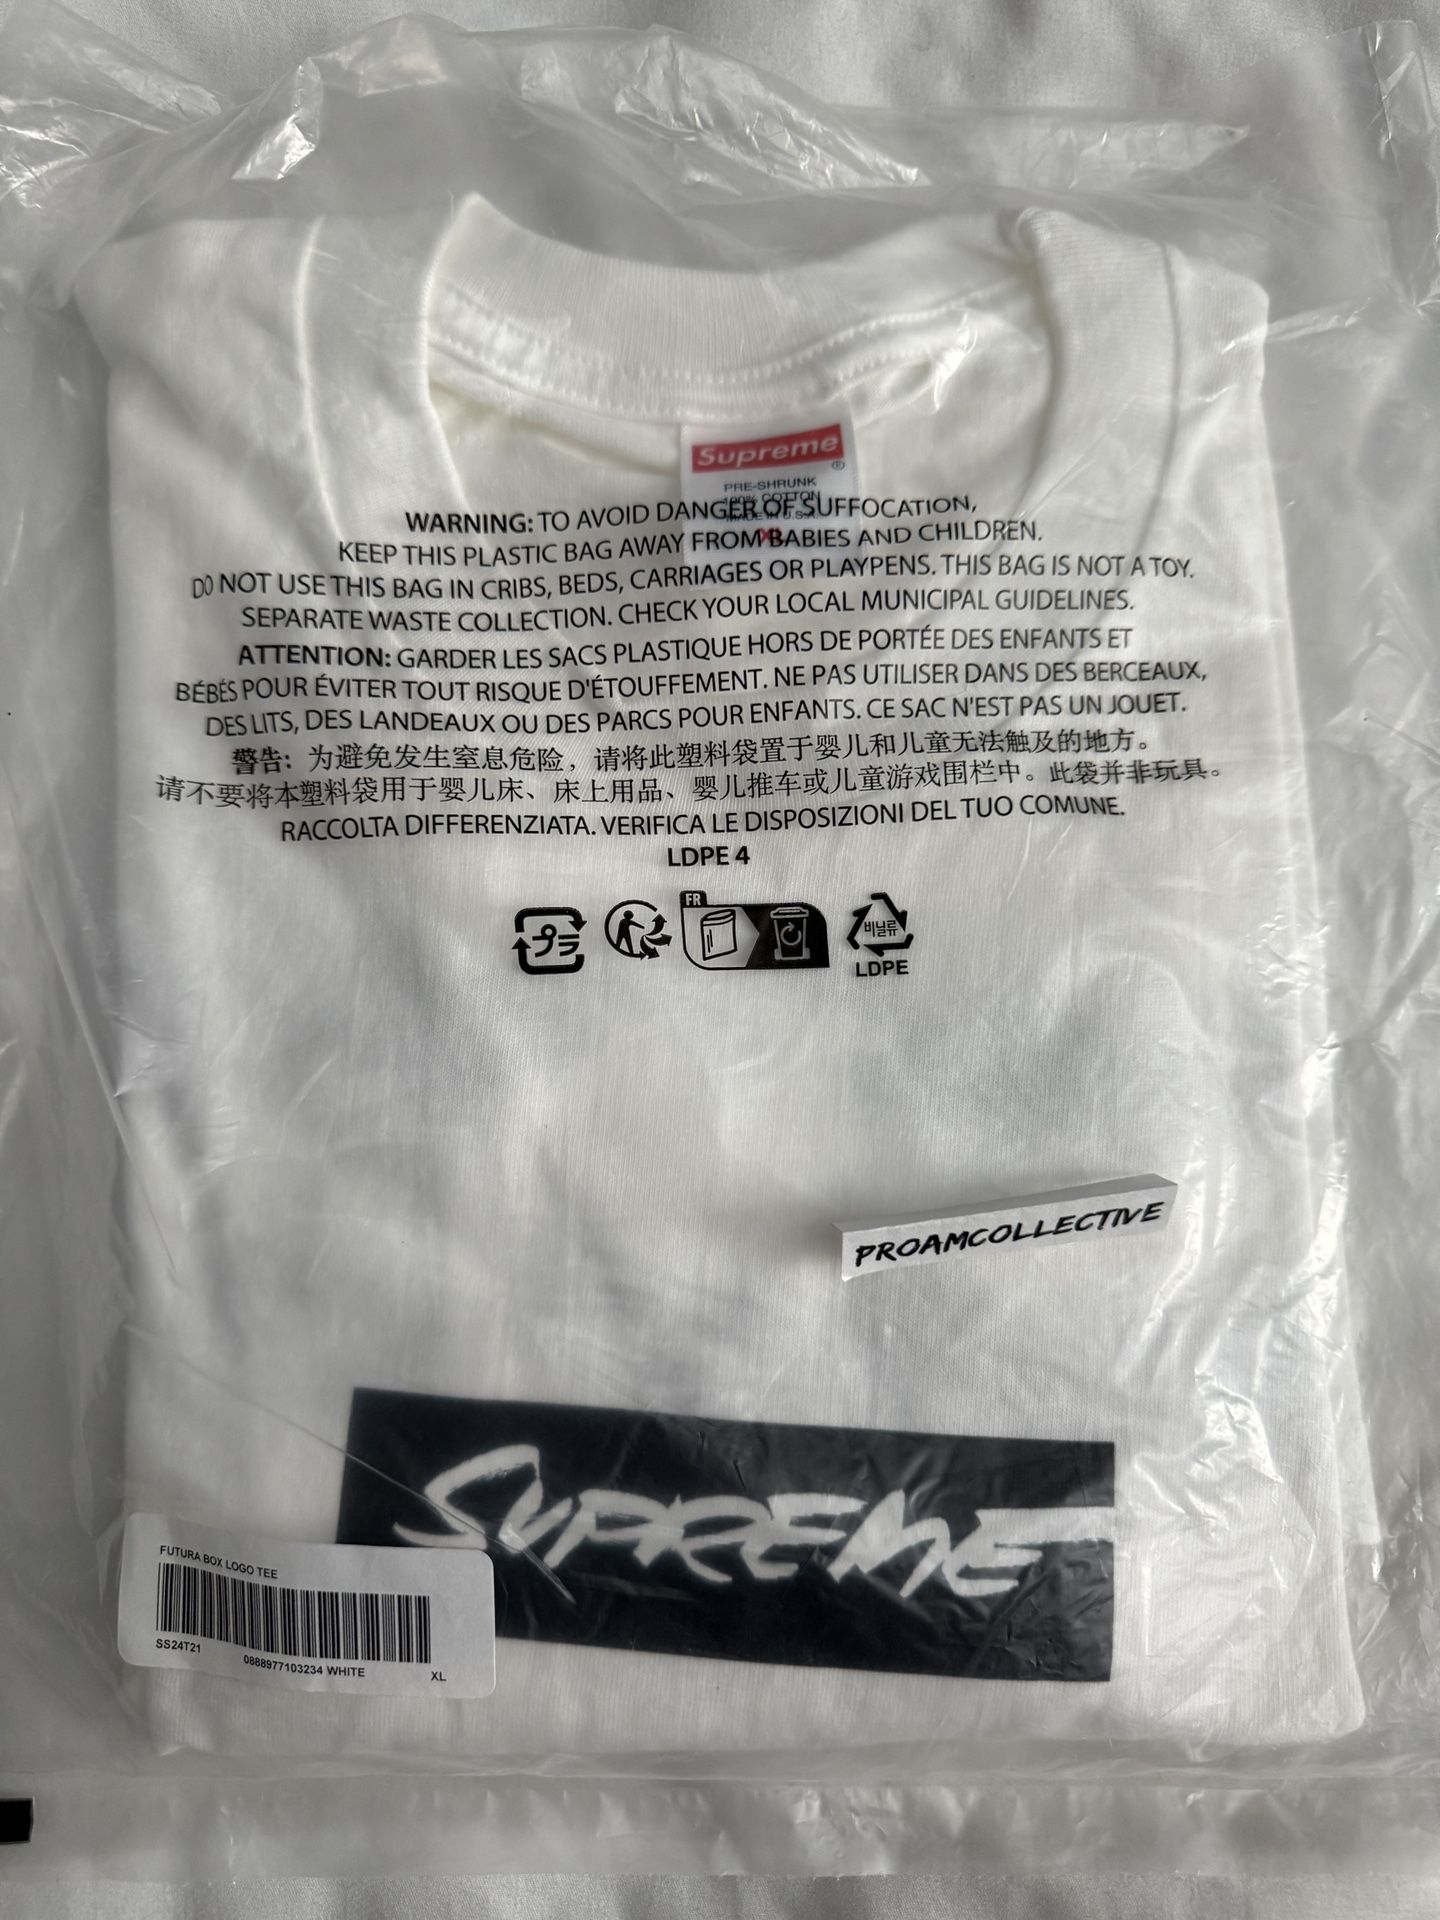 Supreme
®
PRE-SHRUNK
100% COTTON
MADE IN U.S.A.
WARNING: TO AVOID DANGER OF SUFFOCATION,
KEEP THIS PLASTIC BAG AWAY FROM BABIES AND CHILDREN.
DO NOT USE THIS BAG IN CRIBS, BEDS, CARRIAGES OR PLAYPENS. THIS BAG IS NOT A TOY.
SEPARATE WASTE COLLECTION. CHECK YOUR LOCAL MUNICIPAL GUIDELINES.
ATTENTION: GARDER LES SACS PLASTIQUE HORS DE PORTÉE DES ENFANTS ET
BÉBÉS POUR ÉVITER TOUT RISQUE D'ÉTOUFFEMENT. NE PAS UTILISER DANS DES BERCEAUX,
DES LITS, DES LANDEAUX OU DES PARCS POUR ENFANTS. CE SAC N'EST PAS UN JOUET.
警告：为避免发生窒息危险，请将此塑料袋置于婴儿和儿童无法触及的地方。
请不要将本塑料袋用于婴儿床、床上用品、婴儿推车或儿童游戏围栏中。此袋并非玩具。
RACCOLTA DIFFERENZIATA. VERIFICA LE DISPOSIZIONI DEL TUO COMUNE.
LDPE 4
プラ
FR
비닐류
LDPE
PROAMCOLLECTIVE
SUPREME
FUTURA BOX LOGO TEE
SS24T21
0888977103234 WHITE
XL